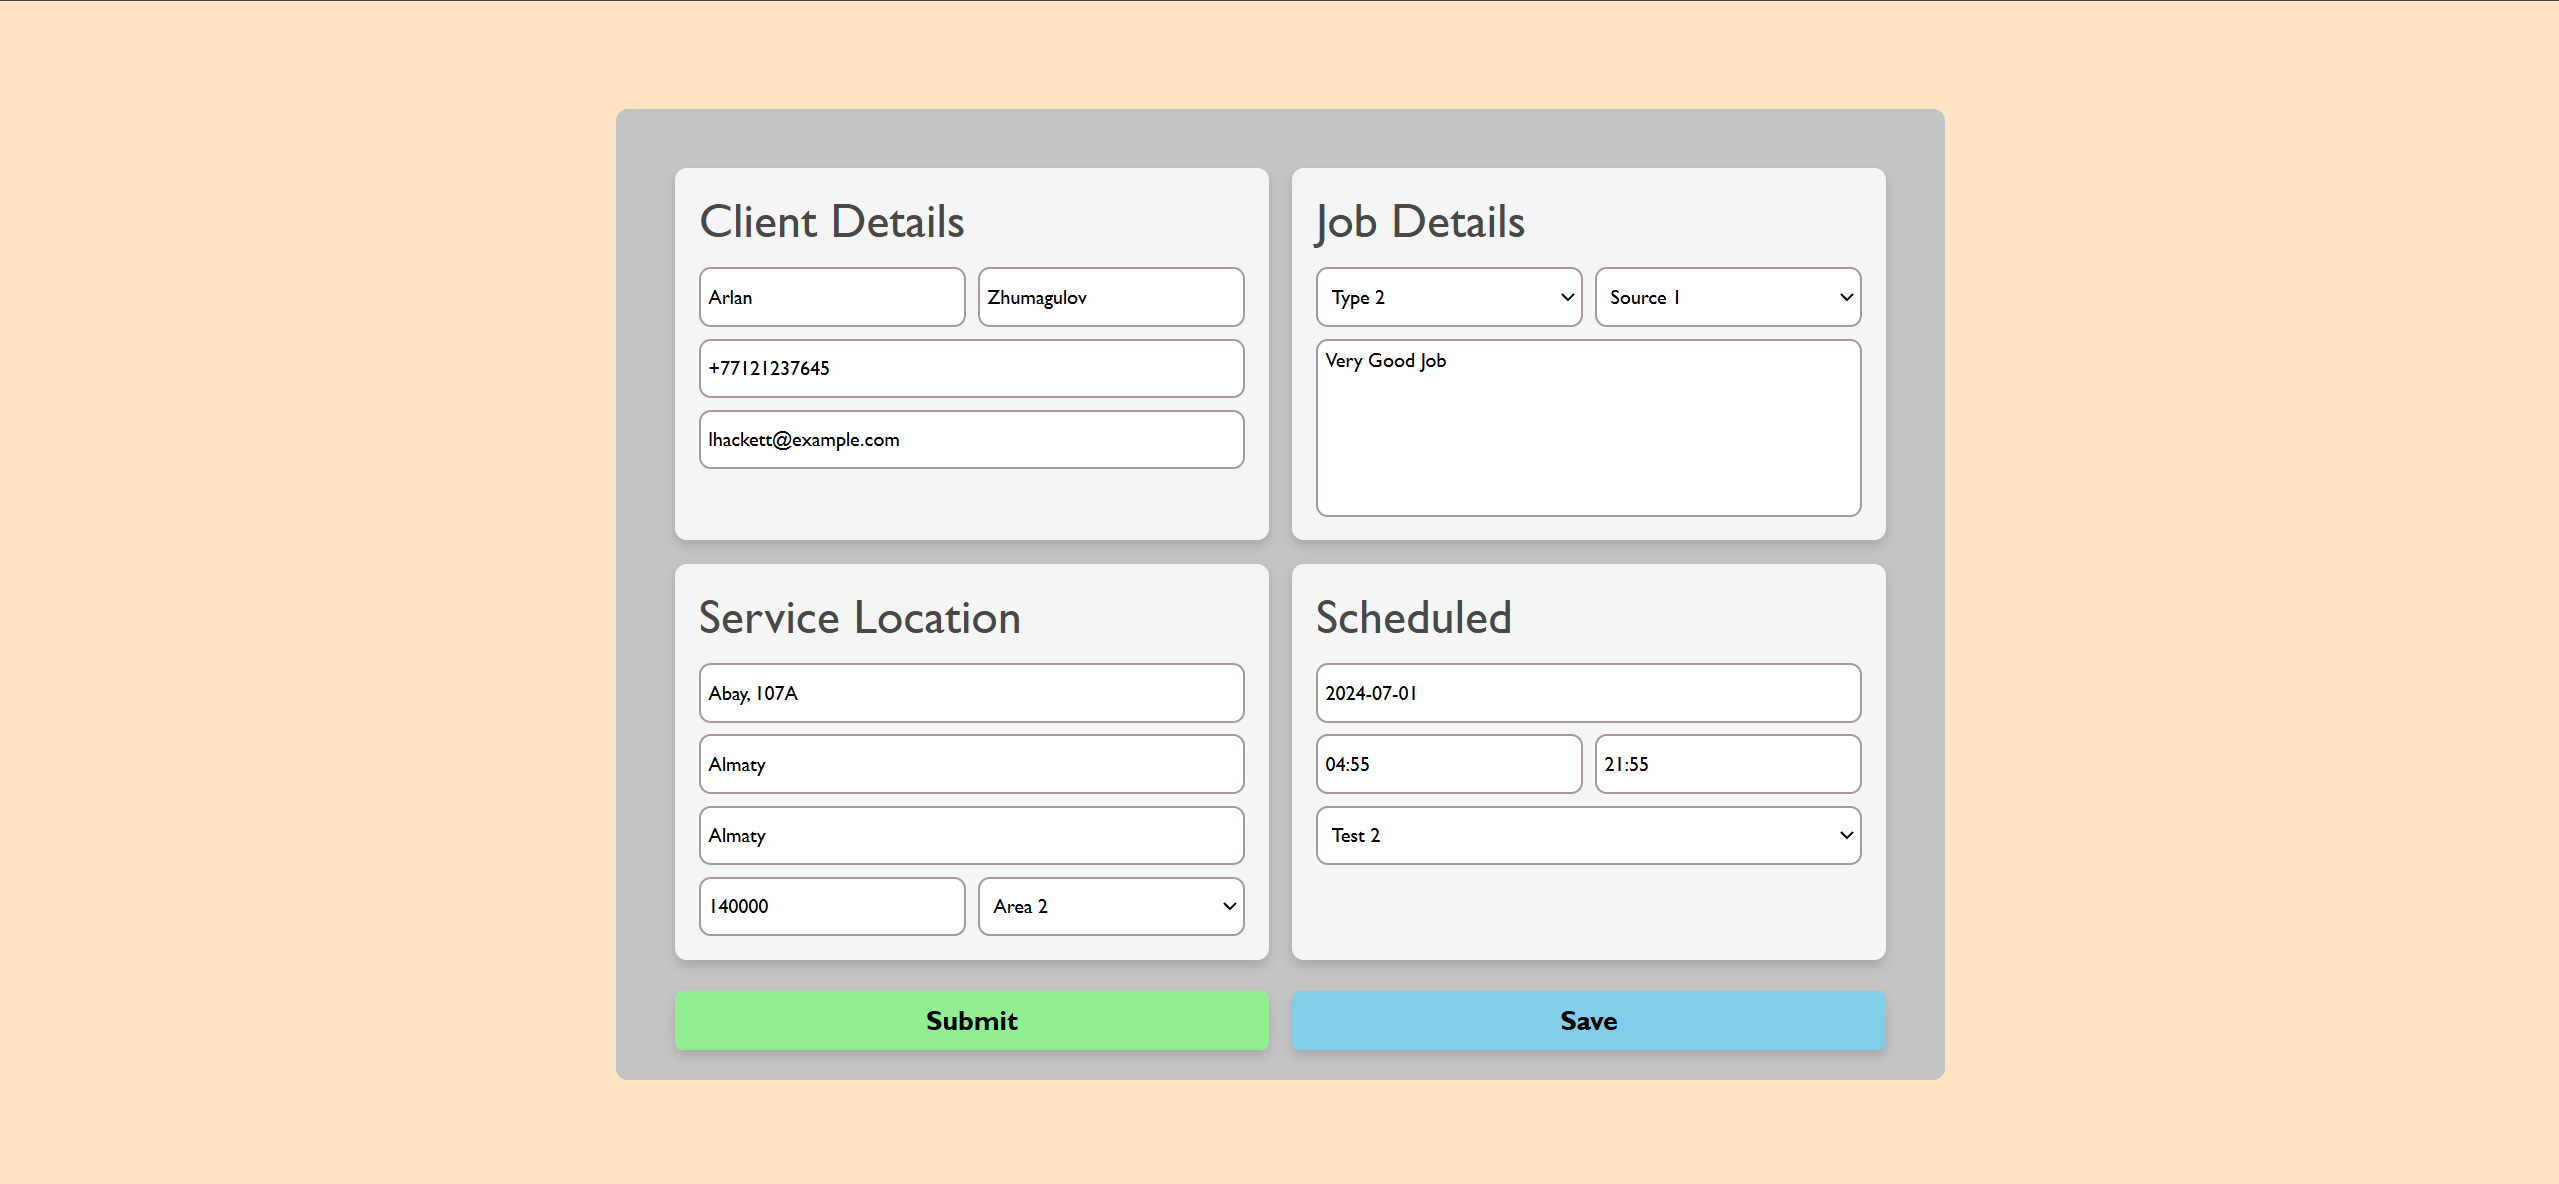 Client Details
Arlan
Zhumagulov
+77121237645
lhackett@example.com
Job Details
Type 2
Source 1
Very Good Job
Service Location
Abay, 107A
Almaty
Almaty
140000
Area 2
Scheduled
2024-07-01
04:55
21:55
Test 2
Submit
Save